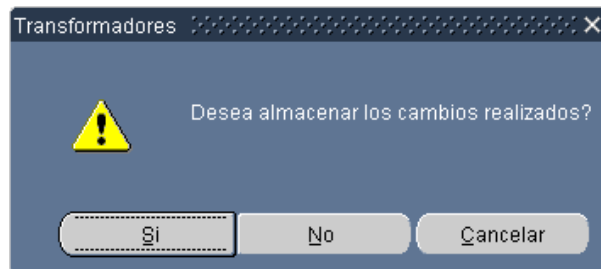 Transformadores
Desea almacenar los cambios realizados?
Si
No
Cancelar